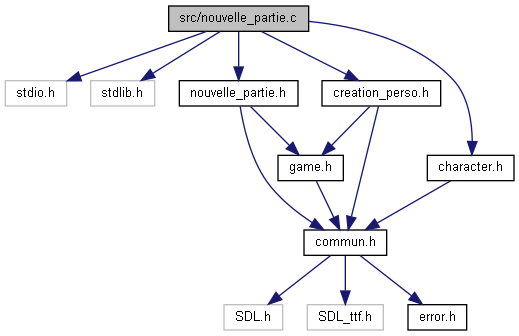 src/nouvelle_partie.c
stdio.h
stdlib.h
nouvelle_partie.h
creation_perso.h
game.h
character.h
commun.h
SDL.h
SDL_ttf.h
error.h